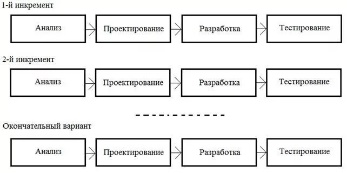 1-й инкремент
Анализ Проектирование Разработка Тестирование
2-й инкремент
Анализ Проектирование Разработка Тестирование
Окончательный вариант
Анализ Проектирование Разработка Тестирование